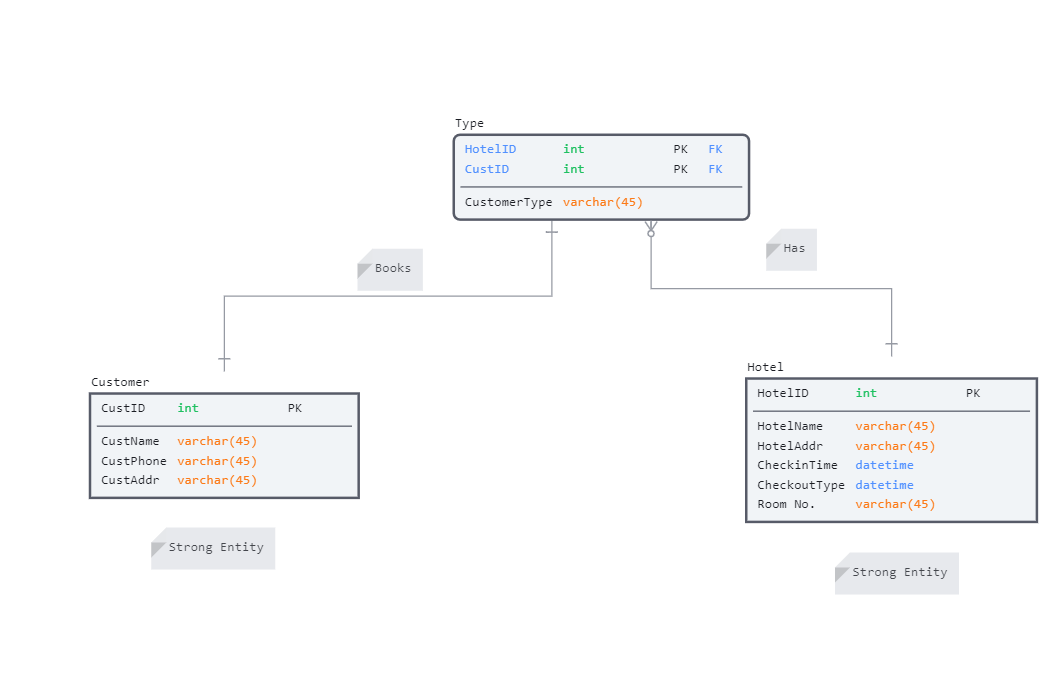 Type
HotelID int PK FK
CustID int PK FK
CustomerType varchar(45)
Books
Has
Customer
CustID int PK
CustName varchar(45)
CustPhone varchar(45)
CustAddr varchar(45)
Strong Entity
Hotel
HotelID int PK
HotelName varchar(45)
HotelAddr varchar(45)
CheckinTime datetime
CheckoutType datetime
Room No. varchar(45)
Strong Entity